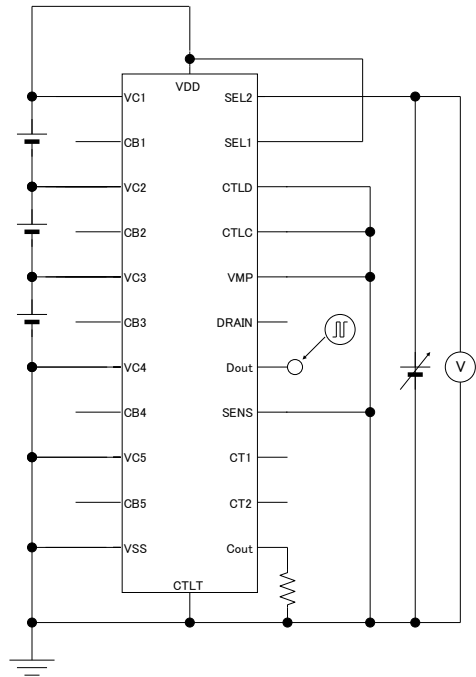 VDD
VC1
SEL2
CB1
SEL1
VC2
CTLD
CB2
CTLC
VC3
VMP
CB3
DRAIN
VC4
Dout
V
CB4
SENS
VC5
CT1
CB5
CT2
VSS
Cout
CTLT